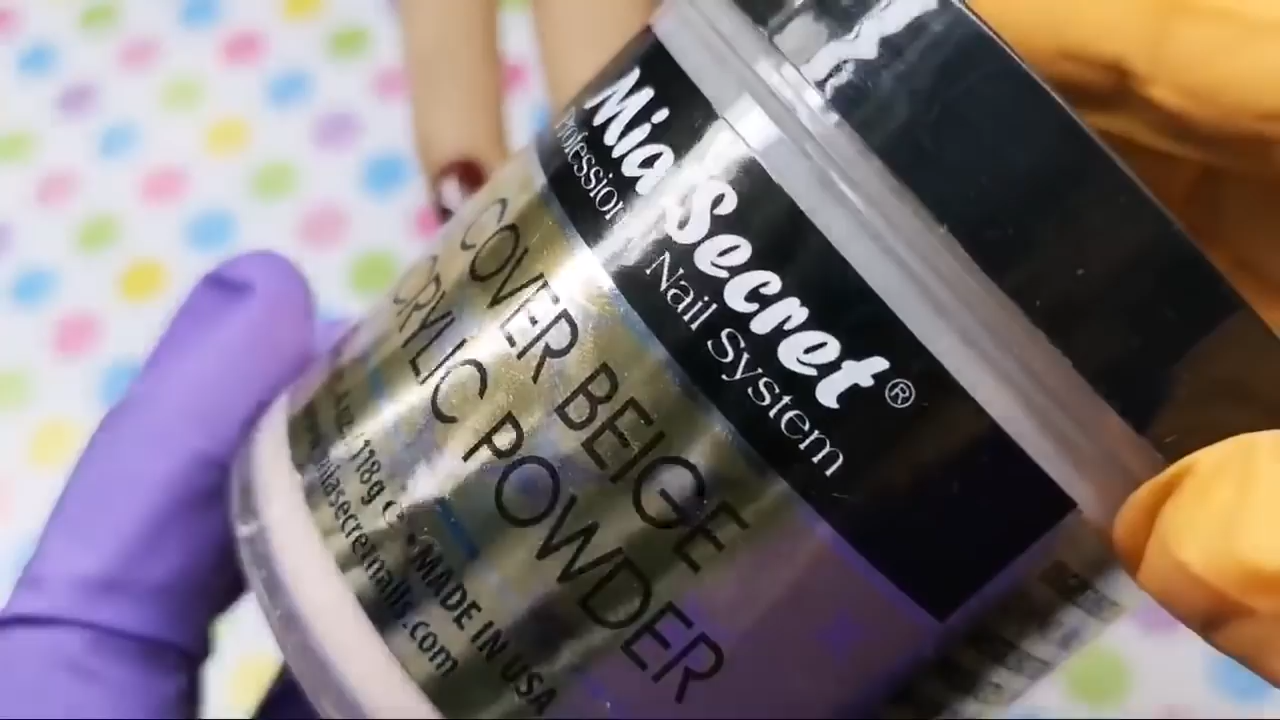 Mia Secret®
Professional Nail System
COVER BEIGE
ACRYLIC POWDER
118g
MADE IN USA
miasecretnails.com